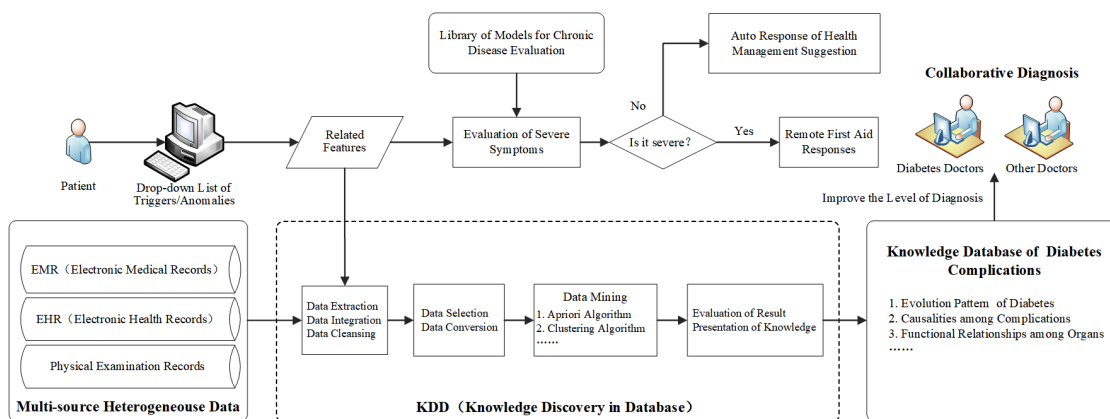 Library of Models for Chronic
Disease Evaluation
Auto Response of Health
Management Suggestion
Collaborative Diagnosis
No
Related
Features
Evaluation of Severe
Symptoms
Is it severe?
Yes
Remote First Aid
Responses
Patient
Drop-down List of
Triggers/Anomalies
Diabetes Doctors
Other Doctors
Improve the Level of Diagnosis
EMR（Electronic Medical Records）
EHR（Electronic Health Records）
Physical Examination Records
Multi-source Heterogeneouse Data
Data Extraction
Data Integration
Data Cleansing
Data Selection
Data Conversion
Data Mining
1. Apriori Algorithm
2. Clustering Algorithm
……
Evaluation of Result
Presentation of Knowledge
KDD（Knowledge Discovery in Database）
Knowledge Database of Diabetes
Complications
1. Evolution Pattern of Diabetes
2. Causalities among Complications
3. Functional Relationships among Organs
……